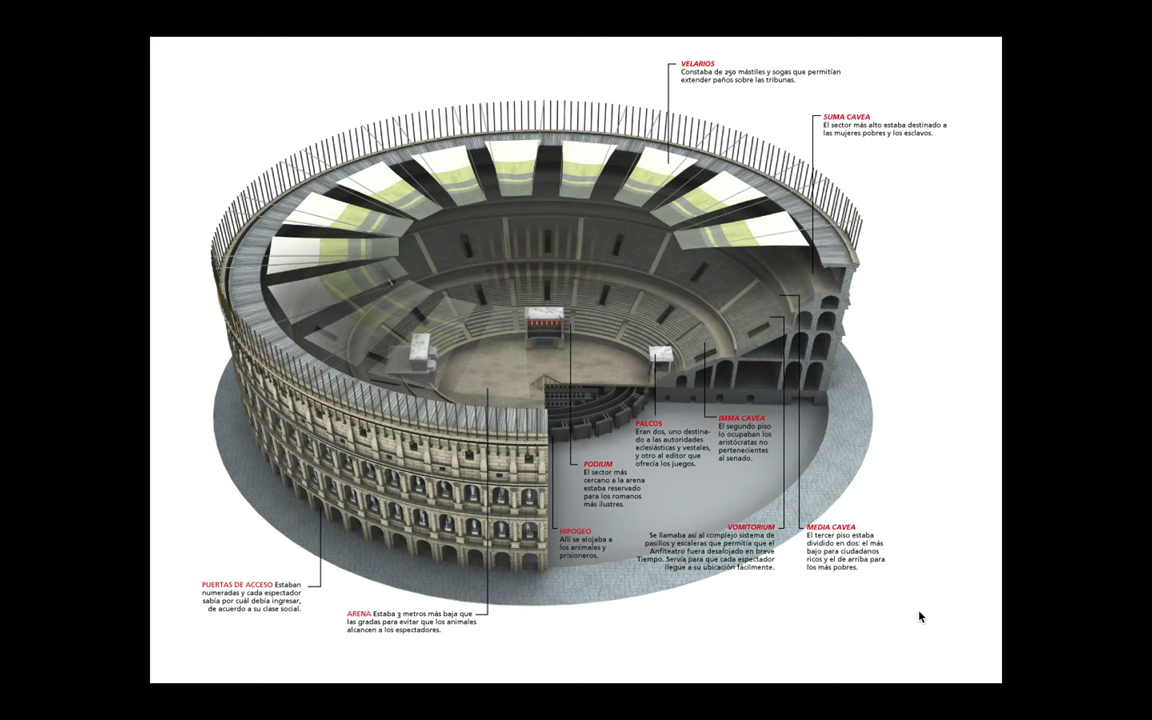 VELARIOS
Constaba de 250 mástiles y sogas que permitían
extender paños sobre las tribunas.
SUMA CAVEA
El sector más alto estaba destinado a
las mujeres pobres y los esclavos.
PALCOS
Eran dos, uno destina-
do a las autoridades
eclesiásticas y vestales,
y otro al editor que
ofrecía los juegos.
IMMA CAVEA
El segundo piso
lo ocupaban los
aristócratas no
pertenecientes
al senado.
PODIUM
El sector más
cercano a la arena
estaba reservado
para los romanos
más ilustres.
HIPOGEO
Allí se alojaba a
los animales y
prisioneros.
VOMITORIUM
Se llamaba así al complejo sistema de
pasillos y escaleras que permitía que el
Anfiteatro fuera desalojado en breve
Tiempo. Servía para que cada espectador
llegue a su ubicación fácilmente.
MEDIA CAVEA
El tercer piso estaba
dividido en dos: el más
bajo para ciudadanos
ricos y el de arriba para
los más pobres.
PUERTAS DE ACCESO Estaban
numeradas y cada espectador
sabía por cuál debía ingresar,
de acuerdo a su clase social.
ARENA Estaba 3 metros más baja que
las gradas para evitar que los animales
alcancen a los espectadores.